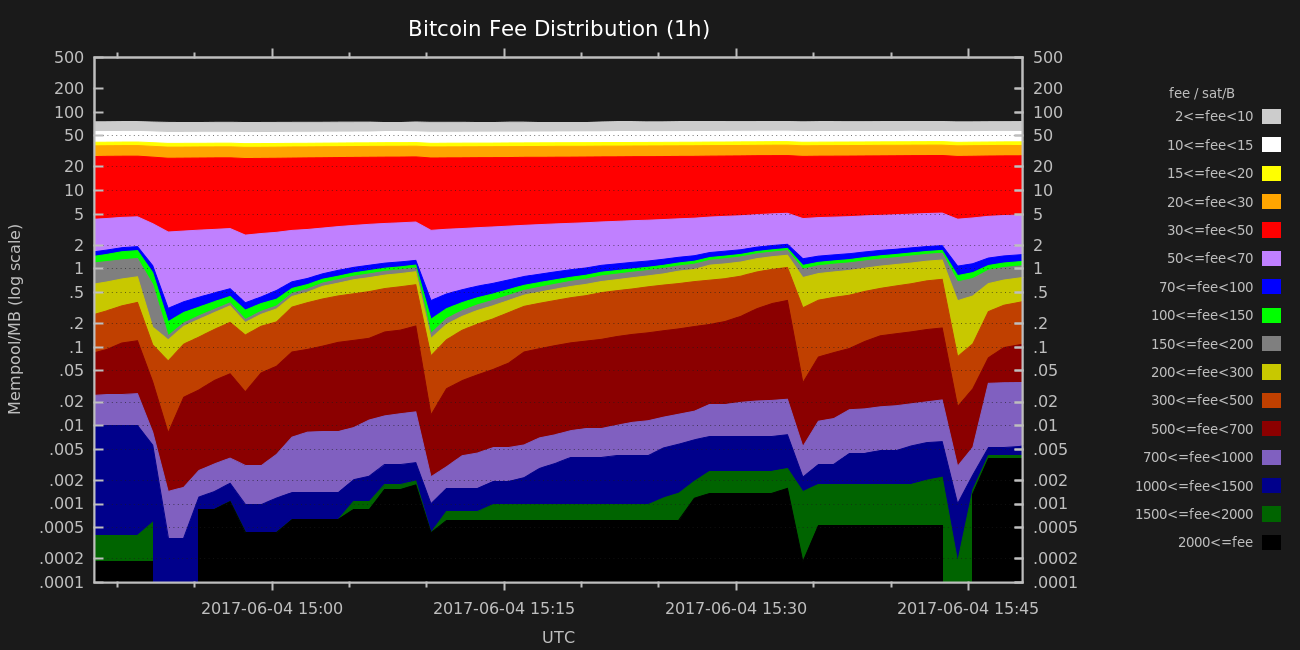 Bitcoin Fee Distribution (1h)
Mempool/MB (log scale)
500
200
100
50
20
10
5
2
1
.5
.2
.1
.05
.02
.01
.005
.002
.001
.0005
.0002
.0001
500
200
100
50
20
10
5
2
1
.5
.2
.1
.05
.02
.01
.005
.002
.001
.0005
.0002
.0001
2017-06-04 15:00 2017-06-04 15:15 2017-06-04 15:30 2017-06-04 15:45
UTC
fee / sat/B
2<=fee<10
10<=fee<15
15<=fee<20
20<=fee<30
30<=fee<50
50<=fee<70
70<=fee<100
100<=fee<150
150<=fee<200
200<=fee<300
300<=fee<500
500<=fee<700
700<=fee<1000
1000<=fee<1500
1500<=fee<2000
2000<=fee